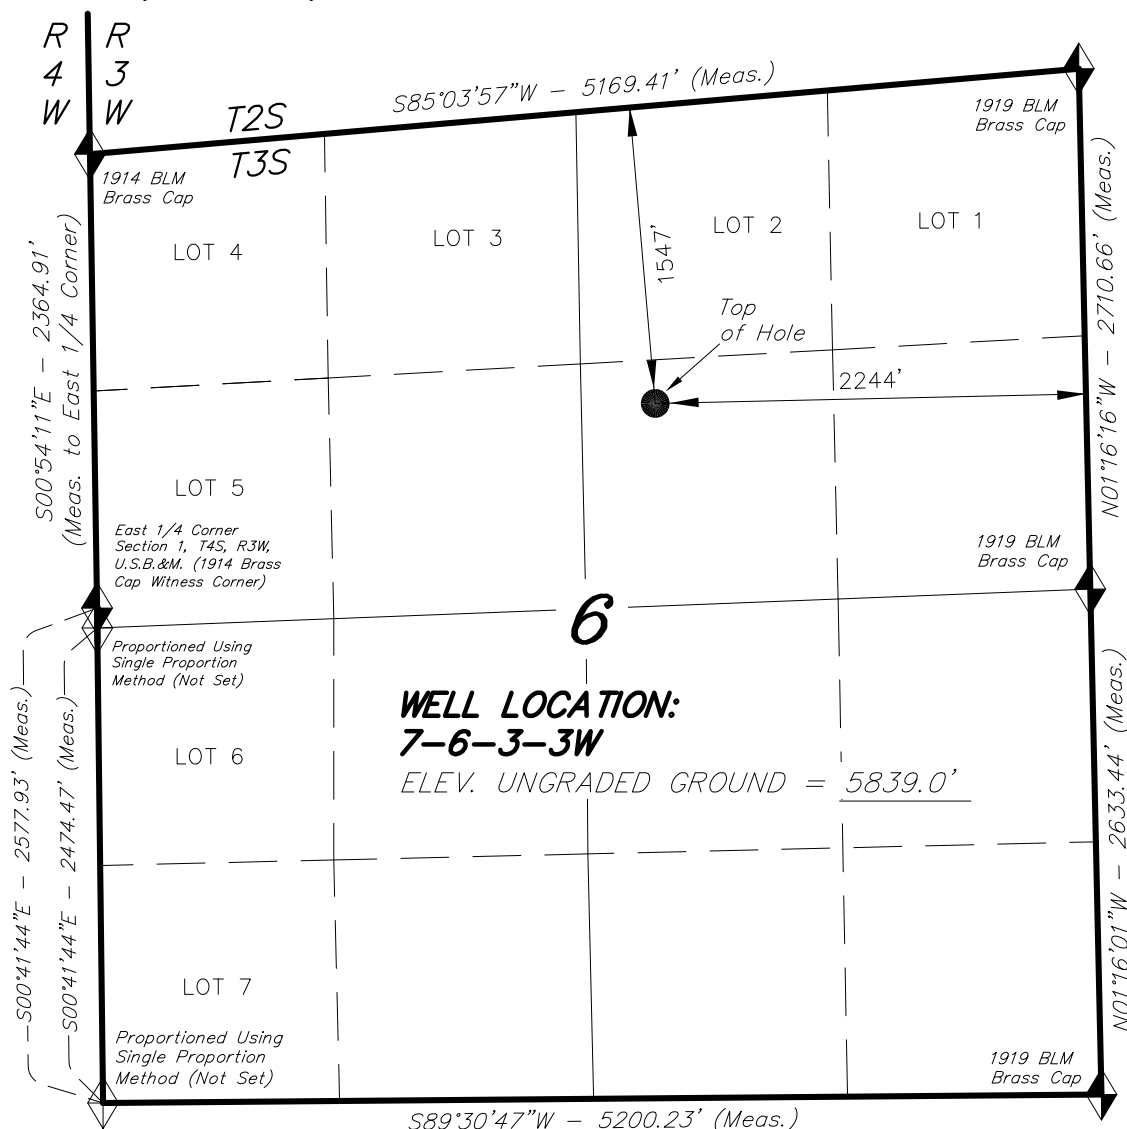 R R
4 3
W W
T2S
T3S
S85°03'57"W - 5169.41' (Meas.)
1919 BLM
Brass Cap
1914 BLM
Brass Cap
LOT 4
LOT 3
LOT 2
LOT 1
1547'
N01°16'16"W - 2710.66' (Meas.)
S00°54'11"E - 2364.91'
(Meas. to East 1/4 Corner)
Top
of Hole
2244'
LOT 5
East 1/4 Corner
Section 1, T4S, R3W,
U.S.B.&M. (1914 Brass
Cap Witness Corner)
1919 BLM
Brass Cap
6
Proportioned Using
Single Proportion
Method (Not Set)
WELL LOCATION:
7-6-3-3W
ELEV. UNGRADED GROUND = 5839.0'
LOT 6
S00°41'44"E - 2577.93' (Meas.)
S00°41'44"E - 2474.47' (Meas.)
N01°16'01"W - 2633.44' (Meas.)
LOT 7
Proportioned Using
Single Proportion
Method (Not Set)
1919 BLM
Brass Cap
S89°30'47"W - 5200.23' (Meas.)